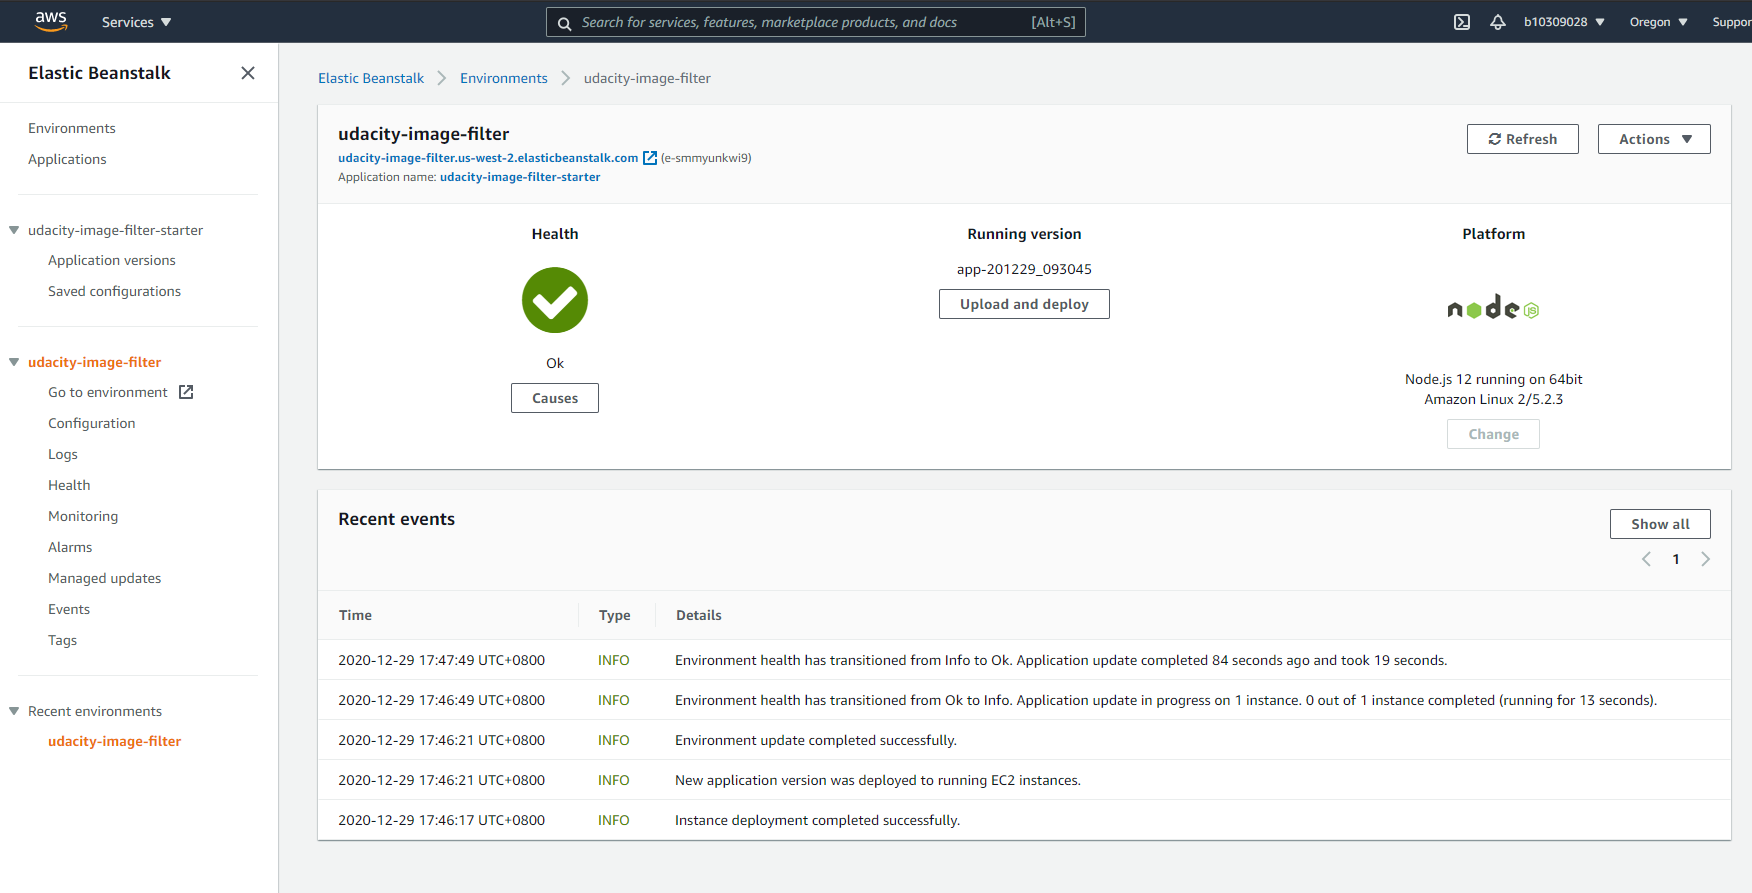 aws
Services
Search for services, features, marketplace products, and docs [Alt+S]
b10309028
Oregon
Suppor
Elastic Beanstalk
Environments
Applications
udacity-image-filter-starter
Application versions
Saved configurations
udacity-image-filter
Go to environment
Configuration
Logs
Health
Monitoring
Alarms
Managed updates
Events
Tags
Recent environments
udacity-image-filter
Elastic Beanstalk
Environments
udacity-image-filter
udacity-image-filter
udacity-image-filter.us-west-2.elasticbeanstalk.com (e-smmyunkwi9)
Application name: udacity-image-filter-starter
Refresh
Actions
Health
Ok
Causes
Running version
app-201229_093045
Upload and deploy
Platform
node JS
Node.js 12 running on 64bit
Amazon Linux 2/5.2.3
Change
Recent events
Show all
1
Time Type Details
2020-12-29 17:47:49 UTC+0800 INFO Environment health has transitioned from Info to Ok. Application update completed 84 seconds ago and took 19 seconds.
2020-12-29 17:46:49 UTC+0800 INFO Environment health has transitioned from Ok to Info. Application update in progress on 1 instance. 0 out of 1 instance completed (running for 13 seconds).
2020-12-29 17:46:21 UTC+0800 INFO Environment update completed successfully.
2020-12-29 17:46:21 UTC+0800 INFO New application version was deployed to running EC2 instances.
2020-12-29 17:46:17 UTC+0800 INFO Instance deployment completed successfully.